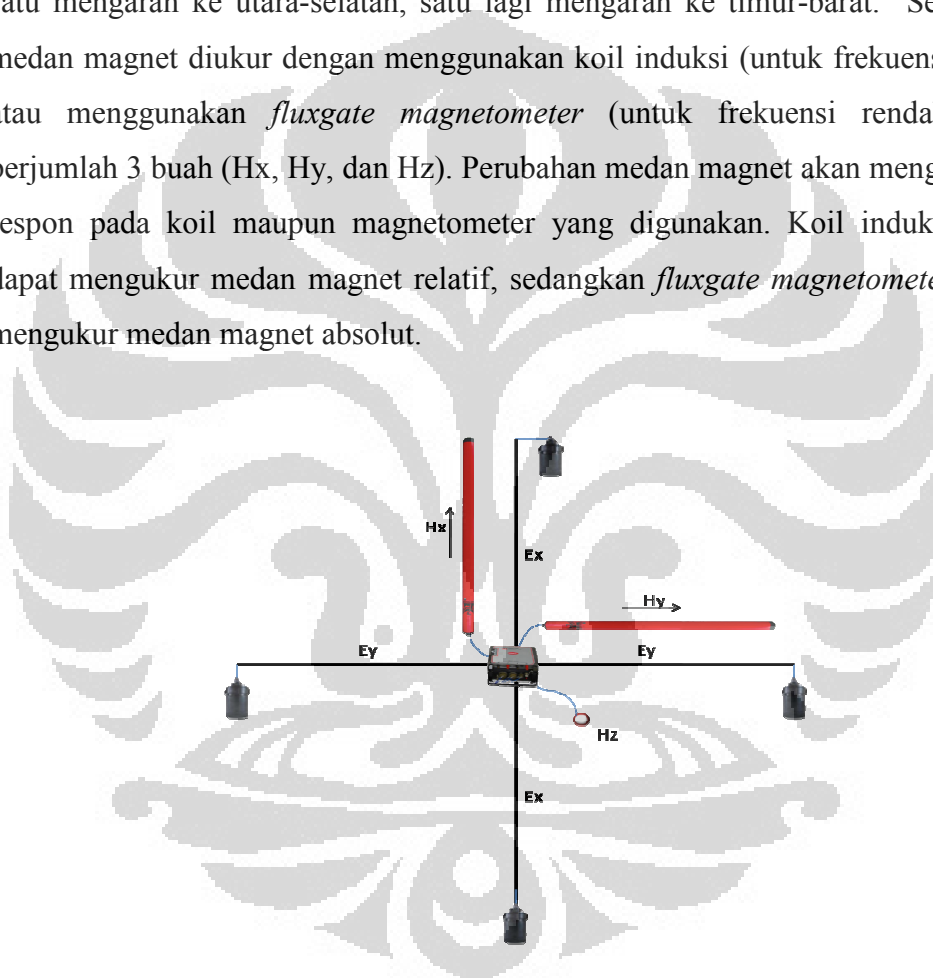 satu mengarah ke utara-selatan, satu lagi mengarah ke timur-barat. Se
medan magnet diukur dengan menggunakan koil induksi (untuk frekuens
atau menggunakan fluxgate magnetometer (untuk frekuensi renda
berjumlah 3 buah (Hx, Hy, dan Hz). Perubahan medan magnet akan meng
respon pada koil maupun magnetometer yang digunakan. Koil induk
dapat mengukur medan magnet relatif, sedangkan fluxgate magnetomete
mengukur medan magnet absolut.
Hx
Ex
Hy
Ey
Ey
Hz
Ex